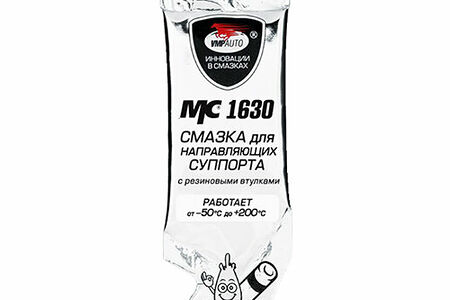 VMPAUTO
ИННОВАЦИИ
В СМАЗКАХ
®
МС 1630
СМАЗКА для
НАПРАВЛЯЮЩИХ
СУППОРТА
с резиновыми втулками
РАБОТАЕТ
от –50°С до +200°С